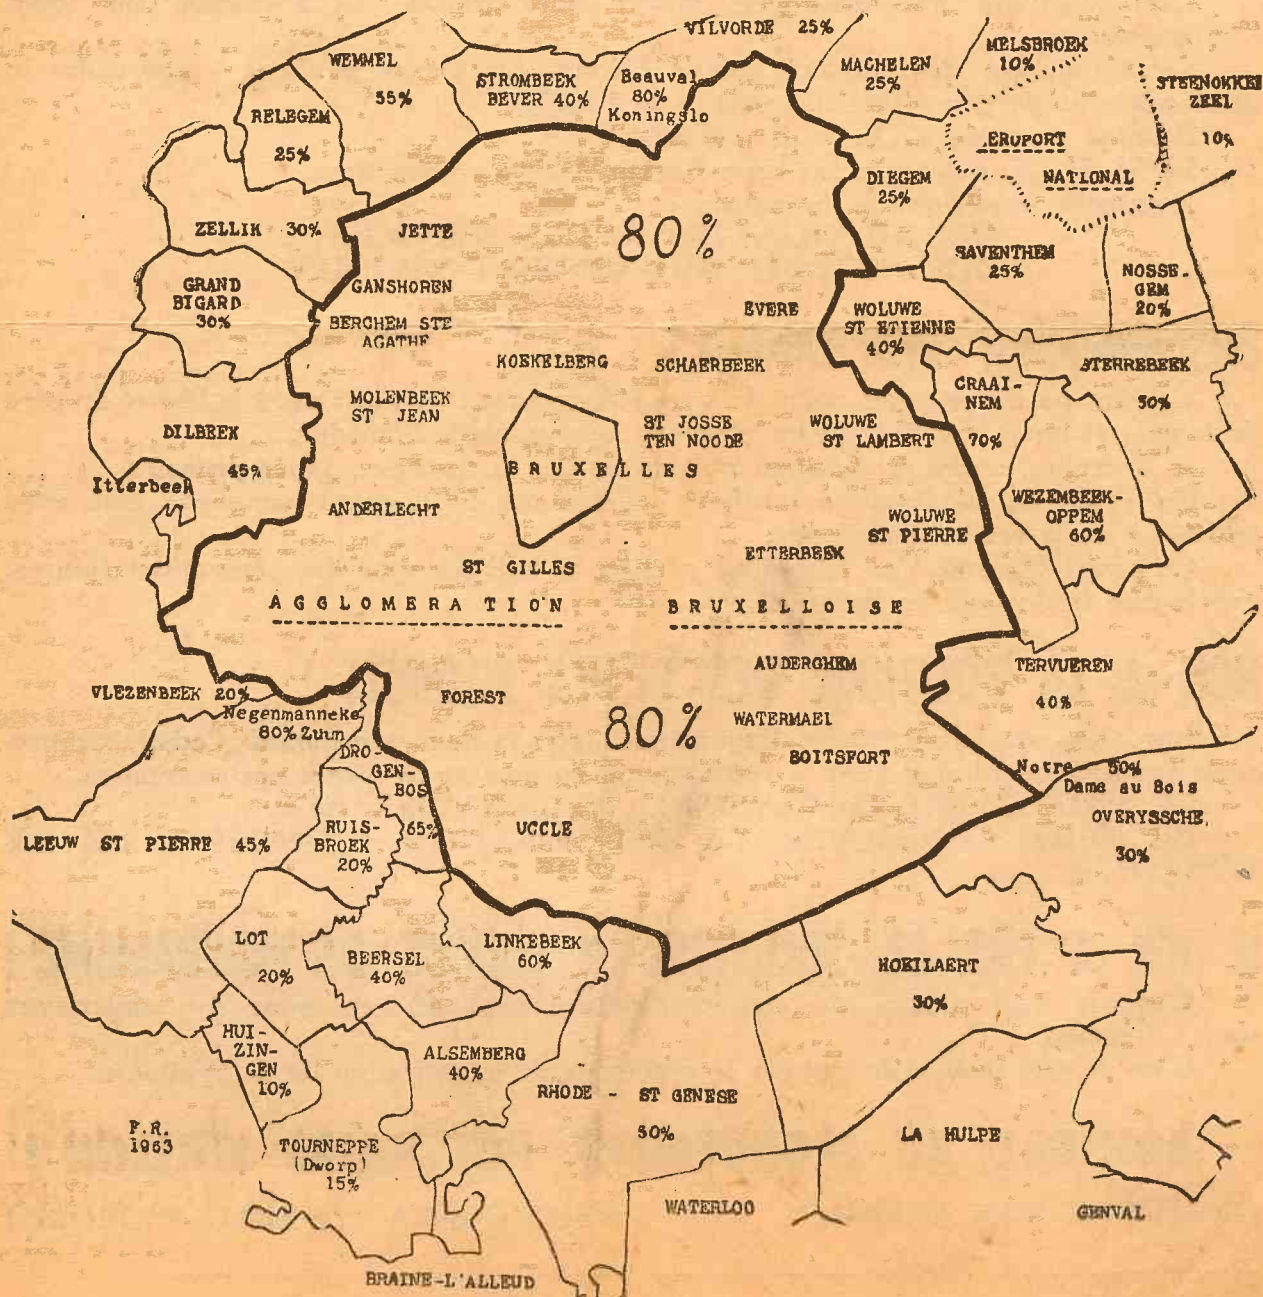 VILVORDE 25%
WEMMEL
55%
STROMBEEK
BEVER 40%
Beauval
80%
Koningslo
MACHELEN
25%
MELSBROEK
10%
STEENOKKE
ZEEL
10%
RELEGEM
25%
ERUPORT
NATIONAL
DIEGEM
25%
ZELLIK 30%
JETTE
80%
SAVENTHEM
25%
NOSSE-
GEM
20%
GRAND
BIGARD
30%
GANSHOREN
EVERE
WOLUWE
ST ETIENNE
40%
BERCHEM STE
AGATHE
KOEKELBERG
SCHAERBEEK
STERREBEEK
50%
CRAAI-
NEM
70%
MOLENBEEK
ST JEAN
ST JOSSE
TEN NOODE
WOLUWE
ST LAMBERT
DILBEEK
45%
BRUXELLES
Itterbeek
ANDERLECHT
WOLUWE
ST PIERRE
WEZEMBEEK-
OPPEM
60%
ETTERBEEK
ST GILLES
AGGLOMERATION BRUXELLOISE
AUDERGHEM
TERVUEREN
40%
VLEZENBEEK 20%
FOREST
Negenmanneke
80% Zuun
80%
WATERMAEL
BOITSFORT
DRO-
GEN-
BOS
65%
Notre 50%
Dame au Bois
OVERYSSCHE
30%
LEEUW ST PIERRE 45%
RUIS-
BROEK
20%
UCCLE
LOT
20%
BEERSEL
40%
LINKEBEEK
60%
HOEILAERT
30%
HUI-
ZIN-
GEN
10%
ALSEMBERG
40%
RHODE - ST GENESE
50%
LA HULPE
F.R.
1963
TOURNEPPE
(Dworp)
15%
WATERLOO
GENVAL
BRAINE-L'ALLEUD